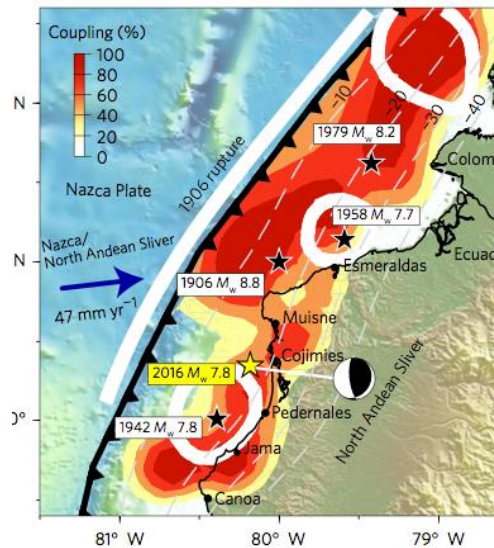 Coupling (%)
100
80
60
40
20
0
–10
–20
–30
–40
N
1979 Mw 8.2
Colom
1906 rupture
Nazca Plate
1958 Mw 7.7
Nazca/
North Andean Sliver
N
Esmeraldas
Ecua
1906 Mw 8.8
47 mm yr⁻¹
Muisne
2016 Mw 7.8
Cojimies
North Andean Sliver
Pedernales
0°
1942 Mw 7.8
Jama
Canoa
81° W
80° W
79° W